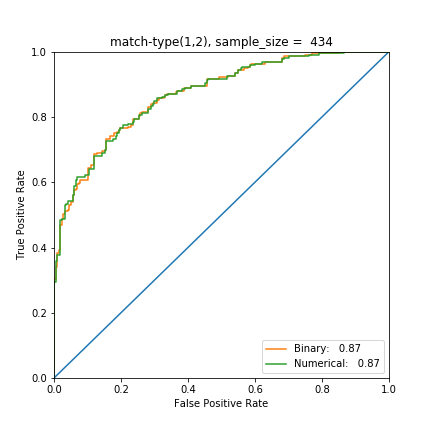 match-type(1,2), sample_size =  434
True Positive Rate
1.0
0.8
0.6
0.4
0.2
0.0
Binary:   0.87
Numerical:   0.87
0.0 0.2 0.4 0.6 0.8 1.0
False Positive Rate